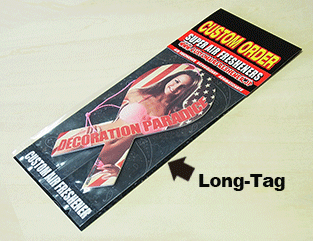 CUSTOM ORDER
SUPER AIR FRESHENERS
DECORATION PARADISE
CUSTOM AIR FRESHENER
Long-Tag